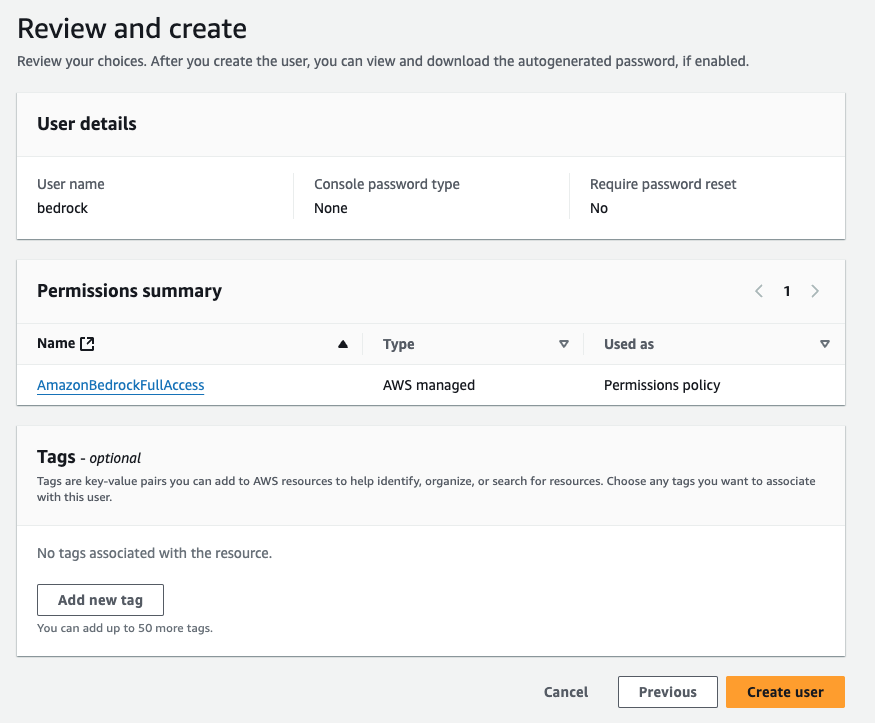 Review and create
Review your choices. After you create the user, you can view and download the autogenerated password, if enabled.
User details
User name
bedrock
Console password type
None
Require password reset
No
Permissions summary
1
Name
Type
Used as
AmazonBedrockFullAccess
AWS managed
Permissions policy
Tags - optional
Tags are key-value pairs you can add to AWS resources to help identify, organize, or search for resources. Choose any tags you want to associate
with this user.
No tags associated with the resource.
Add new tag
You can add up to 50 more tags.
Cancel
Previous
Create user